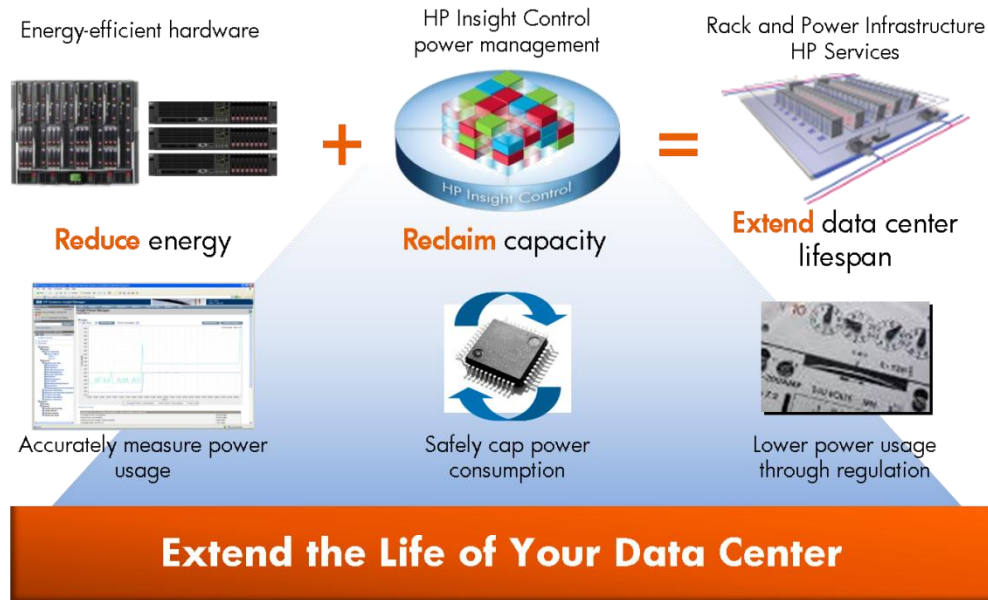 Energy-efficient hardware
HP Insight Control
power management
Rack and Power Infrastructure
HP Services
+
=
HP Insight Control
Reduce energy
Reclaim capacity
Extend data center
lifespan
Accurately measure power
usage
Safely cap power
consumption
Lower power usage
through regulation
Extend the Life of Your Data Center